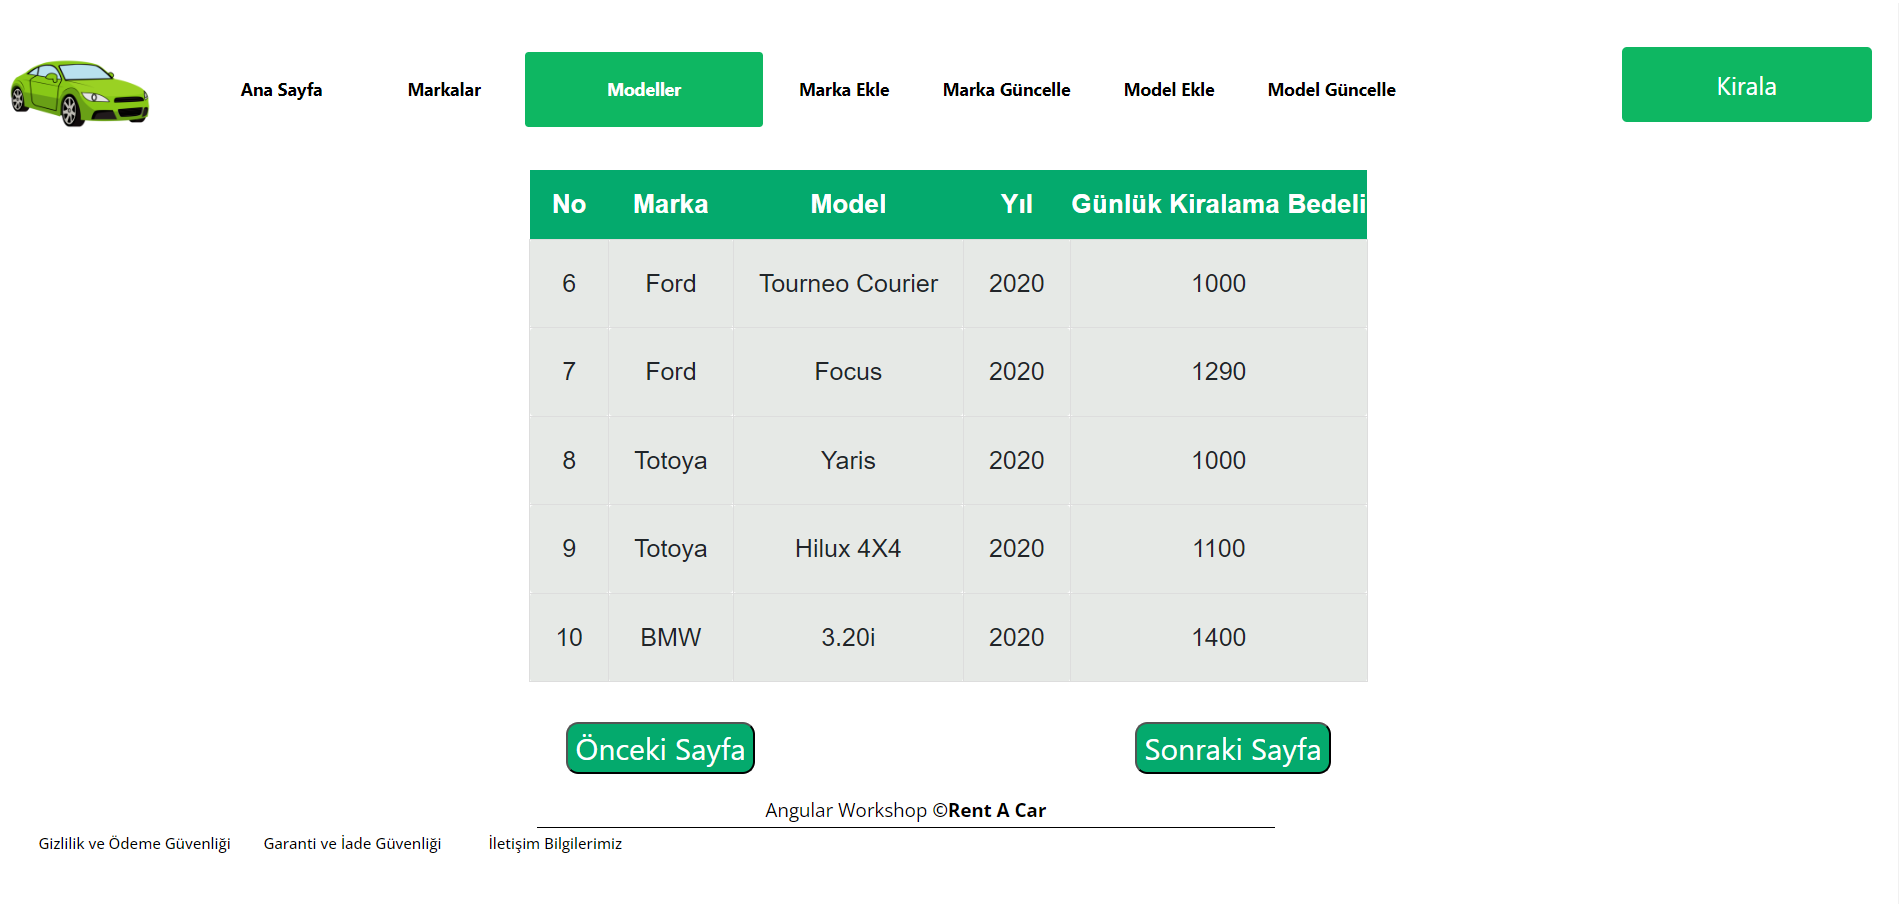 Ana Sayfa Markalar Modeller Marka Ekle Marka Güncelle Model Ekle Model Güncelle Kirala
No Marka Model Yıl Günlük Kiralama Bedeli
6 Ford Tourneo Courier 2020 1000
7 Ford Focus 2020 1290
8 Totoya Yaris 2020 1000
9 Totoya Hilux 4X4 2020 1100
10 BMW 3.20i 2020 1400
Önceki Sayfa Sonraki Sayfa
Angular Workshop ©Rent A Car
Gizlilik ve Ödeme Güvenliği Garanti ve İade Güvenliği İletişim Bilgilerimiz